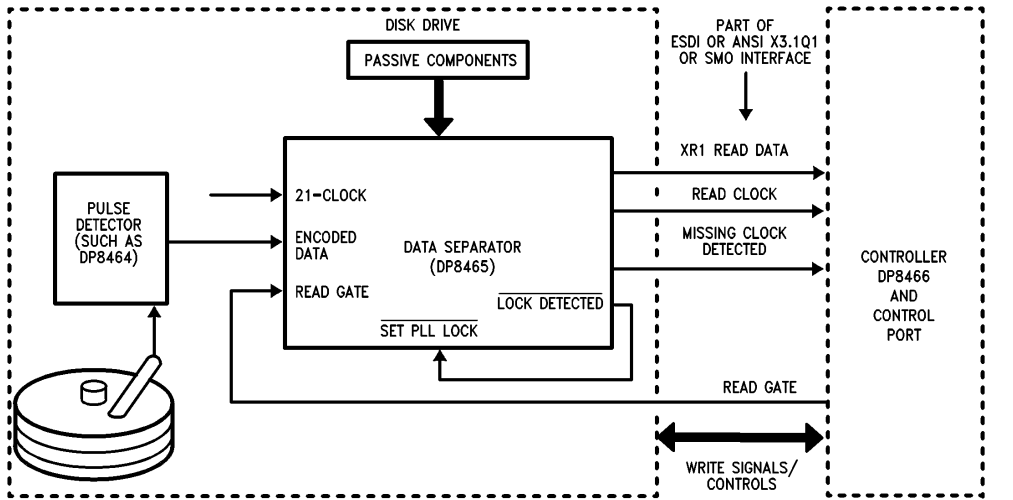 DISK DRIVE
PASSIVE COMPONENTS
PART OF
ESDI OR ANSI X3.1Q1
OR SMO INTERFACE
XR1 READ DATA
21-CLOCK
READ CLOCK
PULSE
DETECTOR
(SUCH AS
DP8464)
ENCODED
DATA
DATA SEPARATOR
(DP8465)
MISSING CLOCK
DETECTED
READ GATE
LOCK DETECTED
SET PLL LOCK
CONTROLLER
DP8466
AND
CONTROL
PORT
READ GATE
WRITE SIGNALS/
CONTROLS